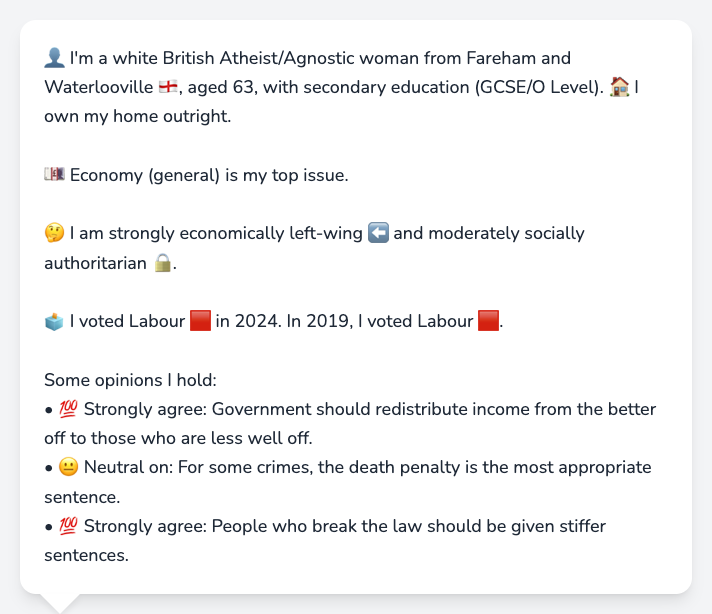 👤 I'm a white British Atheist/Agnostic woman from Fareham and
Waterlooville 🏴󠁧󠁢󠁥󠁮󠁧󠁿, aged 63, with secondary education (GCSE/O Level). 🏠 I
own my home outright.
💷 Economy (general) is my top issue.
🤔 I am strongly economically left-wing ⬅️ and moderately socially
authoritarian 🔒.
🗳️ I voted Labour 🟥 in 2024. In 2019, I voted Labour 🟥.
Some opinions I hold:
• 💯 Strongly agree: Government should redistribute income from the better
off to those who are less well off.
• 😐 Neutral on: For some crimes, the death penalty is the most appropriate
sentence.
• 💯 Strongly agree: People who break the law should be given stiffer
sentences.